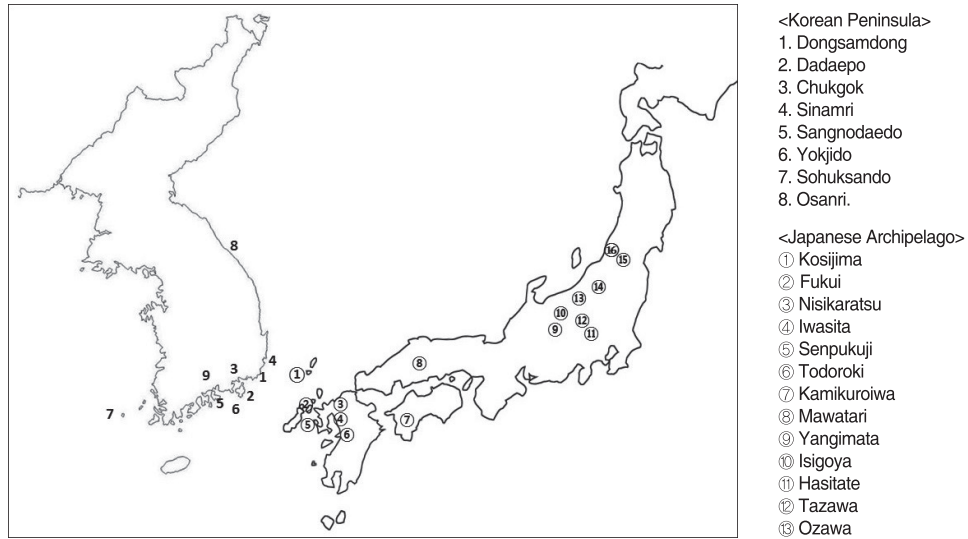 <Korean Peninsula>
1. Dongsamdong
2. Dadaepo
3. Chukgok
4. Sinamri
5. Sangnodaedo
6. Yokjido
7. Sohuksando
8. Osanri.
<Japanese Archipelago>
① Kosijima
② Fukui
③ Nisikaratsu
④ Iwasita
⑤ Senpukuji
⑥ Todoroki
⑦ Kamikuroiwa
⑧ Mawatari
⑨ Yangimata
⑩ Isigoya
⑪ Hasitate
⑫ Tazawa
⑬ Ozawa
8
4
3
9
1
2
5
6
7
①
②
③
④
⑤
⑥
⑦
⑧
⑨
⑩
⑪
⑫
⑬
⑭
⑮
⑯